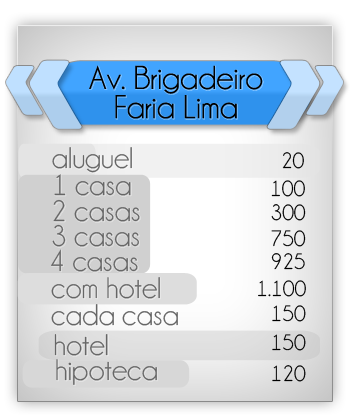 Av. Brigadeiro
Faria Lima
aluguel 20
1 casa 100
2 casas 300
3 casas 750
4 casas 925
com hotel 1.100
cada casa 150
hotel 150
hipoteca 120